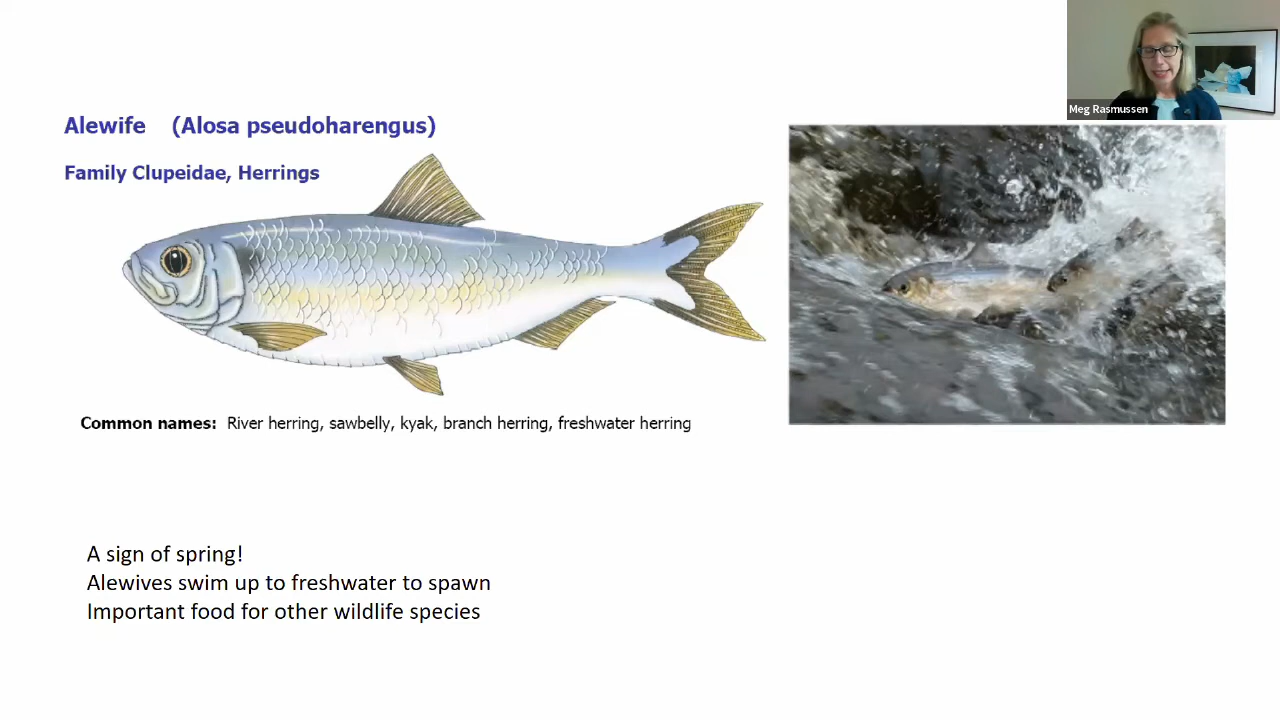 Meg Rasmussen
Alewife (Alosa pseudoharengus)
Family Clupeidae, Herrings
Common names: River herring, sawbelly, kyak, branch herring, freshwater herring
A sign of spring!
Alewives swim up to freshwater to spawn
Important food for other wildlife species